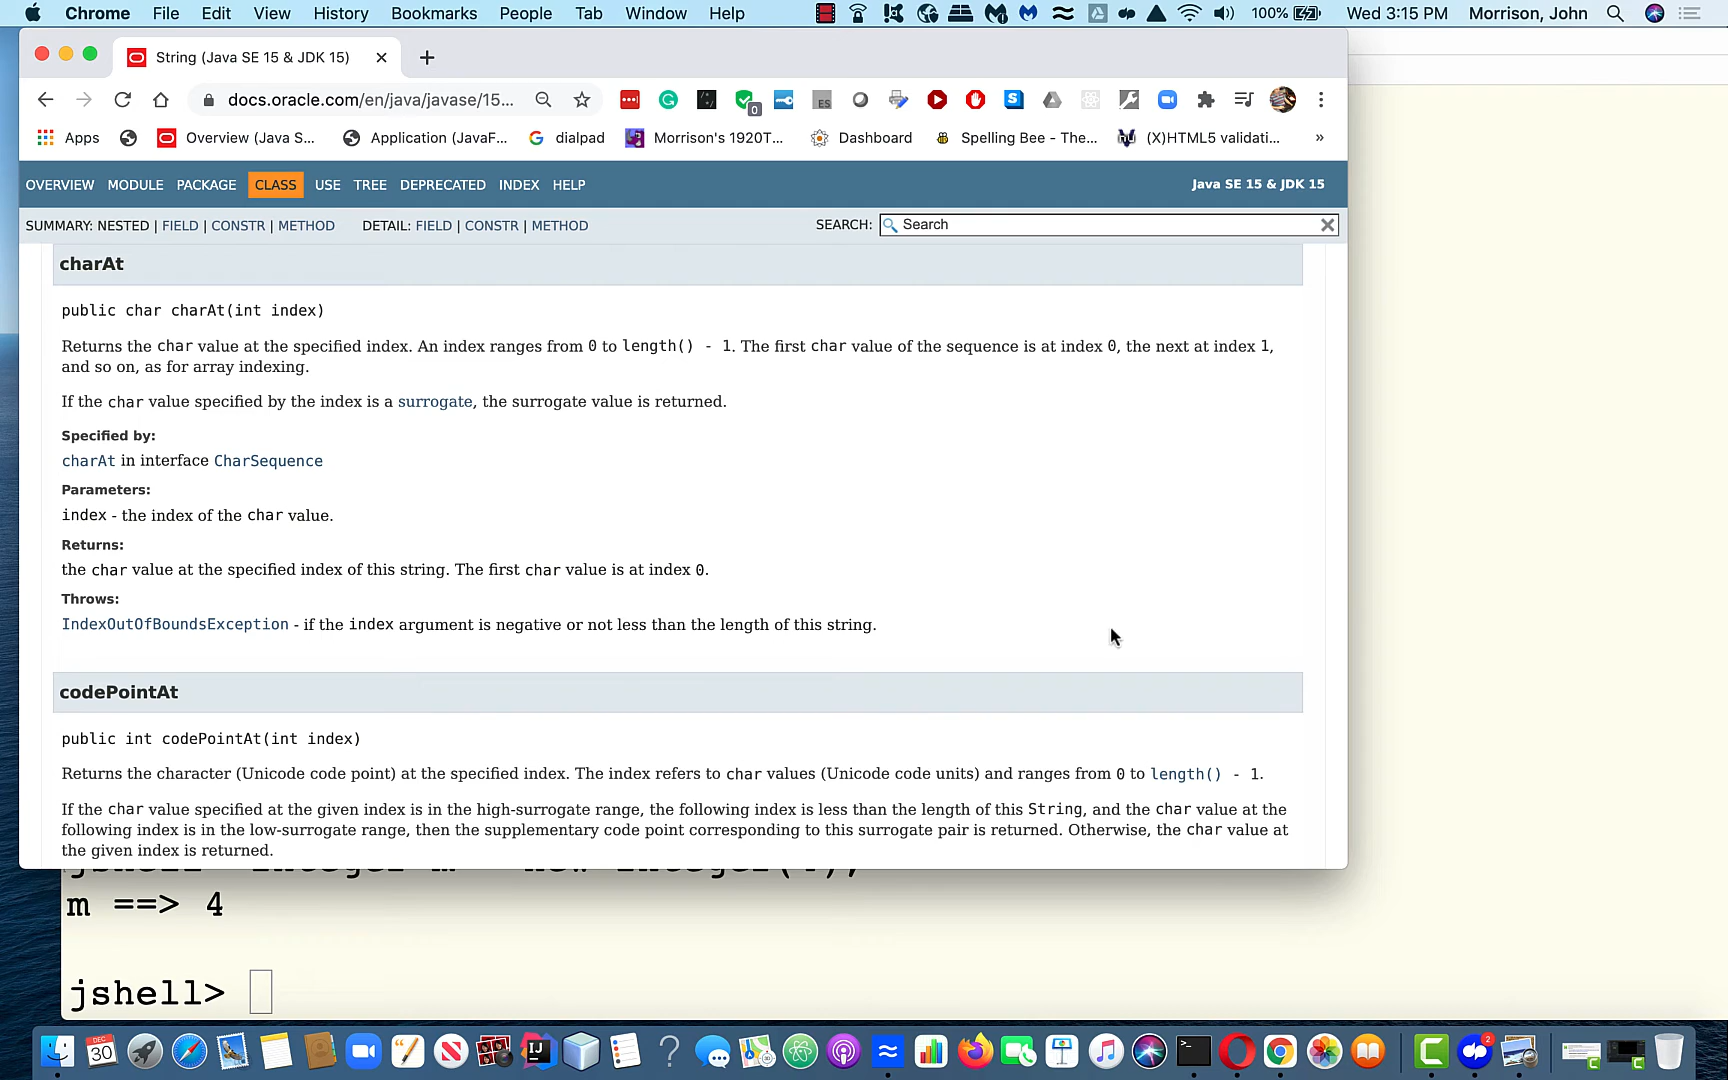 Chrome File Edit View History Bookmarks People Tab Window Help 100% Wed 3:15 PM Morrison, John
String (Java SE 15 & JDK 15)
docs.oracle.com/en/java/javase/15... ES 0
Apps Overview (Java S... Application (JavaF... dialpad Morrison's 1920T... Dashboard Spelling Bee - The... (X)HTML5 validati... »
OVERVIEW MODULE PACKAGE CLASS USE TREE DEPRECATED INDEX HELP Java SE 15 & JDK 15
SUMMARY: NESTED | FIELD | CONSTR | METHOD DETAIL: FIELD | CONSTR | METHOD SEARCH: Search
charAt
public char charAt(int index)
Returns the char value at the specified index. An index ranges from 0 to length() - 1. The first char value of the sequence is at index 0, the next at index 1,
and so on, as for array indexing.
If the char value specified by the index is a surrogate, the surrogate value is returned.
Specified by:
charAt in interface CharSequence
Parameters:
index - the index of the char value.
Returns:
the char value at the specified index of this string. The first char value is at index 0.
Throws:
IndexOutOfBoundsException - if the index argument is negative or not less than the length of this string.
codePointAt
public int codePointAt(int index)
Returns the character (Unicode code point) at the specified index. The index refers to char values (Unicode code units) and ranges from 0 to length() - 1.
If the char value specified at the given index is in the high-surrogate range, the following index is less than the length of this String, and the char value at the
following index is in the low-surrogate range, then the supplementary code point corresponding to this surrogate pair is returned. Otherwise, the char value at
the given index is returned.
m ==> 4
jshell>
DEC
30
2